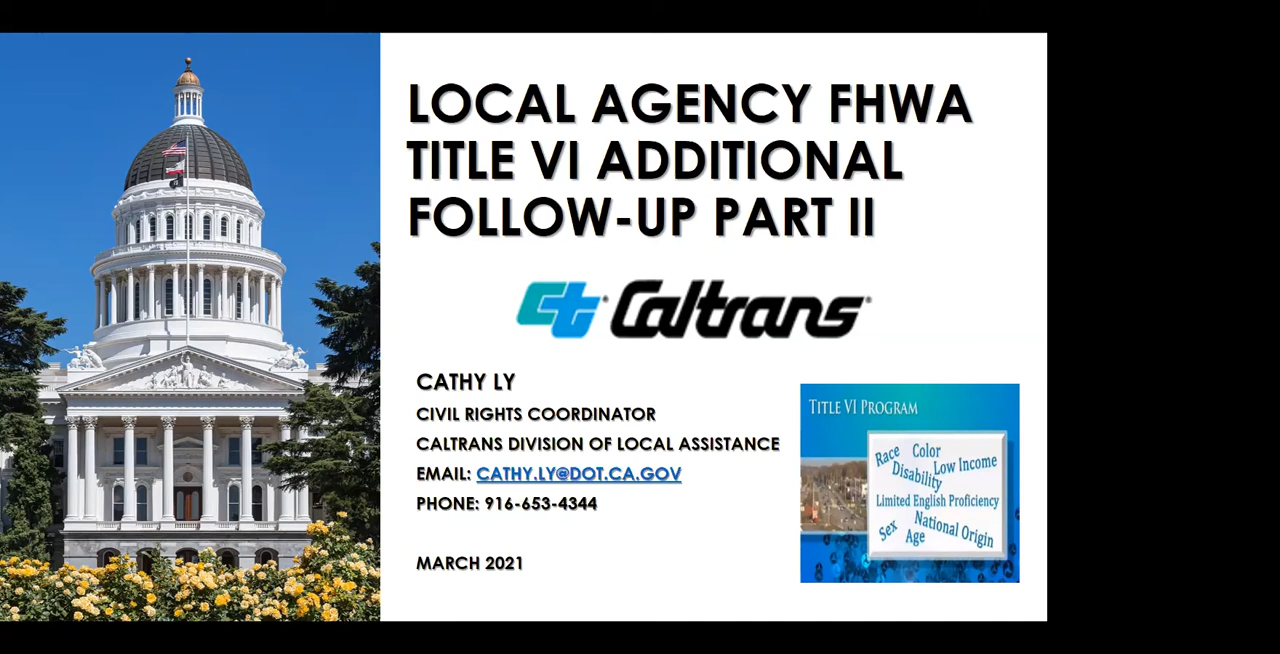 LOCAL AGENCY FHWA
TITLE VI ADDITIONAL
FOLLOW-UP PART II
ct® Caltrans®
CATHY LY
CIVIL RIGHTS COORDINATOR
CALTRANS DIVISION OF LOCAL ASSISTANCE
EMAIL: CATHY.LY@DOT.CA.GOV
PHONE: 916-653-4344
MARCH 2021
TITLE VI PROGRAM
Race
Color
Disability
Low Income
Limited English Proficiency
Sex
National Origin
Age